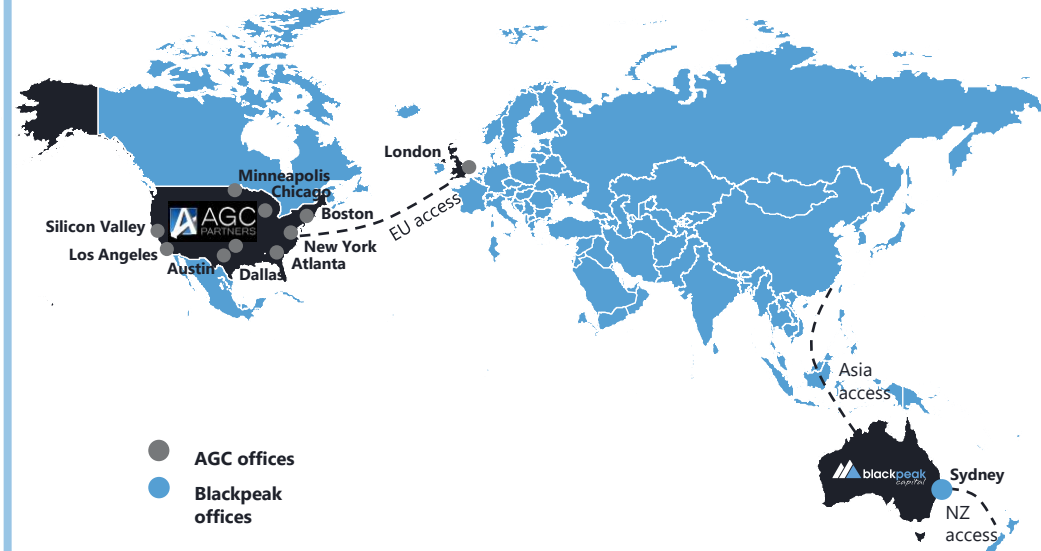 London
Minneapolis
Chicago
AGC
PARTNERS
Boston
Silicon Valley
New York
EU access
Los Angeles
Atlanta
Austin
Dallas
Asia
access
AGC offices
Blackpeak
offices
blackpeak
capital
Sydney
NZ
access